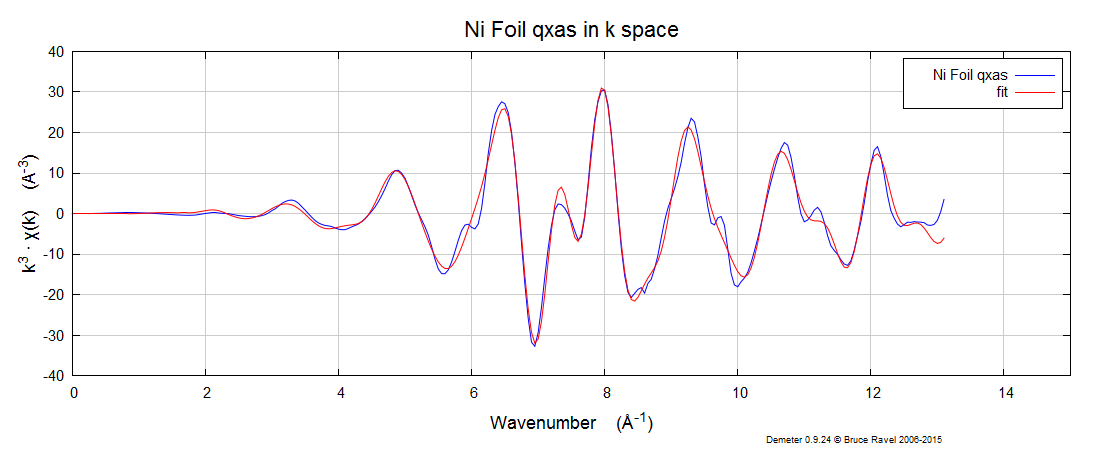 Ni Foil qxas in k space
Ni Foil qxas
fit
40
30
20
10
0
-10
-20
-30
-40
k³ · χ(k) (Å⁻³)
0 2 4 6 8 10 12 14
Wavenumber (Å⁻¹)
Demeter 0.9.24 © Bruce Ravel 2006-2015